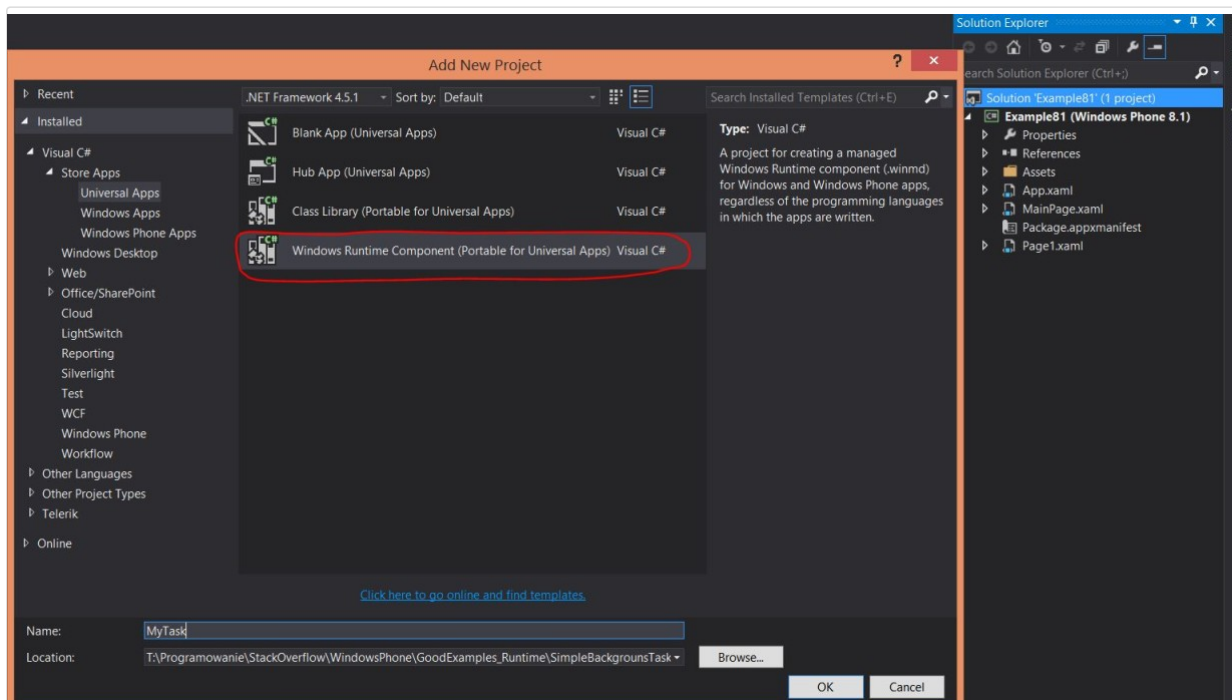 Solution Explorer
Add New Project
earch Solution Explorer (Ctrl+;)
Recent
.NET Framework 4.5.1
Sort by: Default
Search Installed Templates (Ctrl+E)
Installed
Visual C#
Store Apps
Universal Apps
Windows Apps
Windows Phone Apps
Windows Desktop
Web
Office/SharePoint
Cloud
LightSwitch
Reporting
Silverlight
Test
WCF
Windows Phone
Workflow
Other Languages
Other Project Types
Telerik
Online
Blank App (Universal Apps) Visual C#
Hub App (Universal Apps) Visual C#
Class Library (Portable for Universal Apps) Visual C#
Windows Runtime Component (Portable for Universal Apps) Visual C#
Click here to go online and find templates.
Type: Visual C#
A project for creating a managed
Windows Runtime component (.winmd)
for Windows and Windows Phone apps,
regardless of the programming languages
in which the apps are written.
Solution 'Example81' (1 project)
Example81 (Windows Phone 8.1)
Properties
References
Assets
App.xaml
MainPage.xaml
Package.appxmanifest
Page1.xaml
Name: MyTask
Location: T:\Programowanie\StackOverflow\WindowsPhone\GoodExamples_Runtime\SimpleBackgrounsTask
Browse...
OK
Cancel